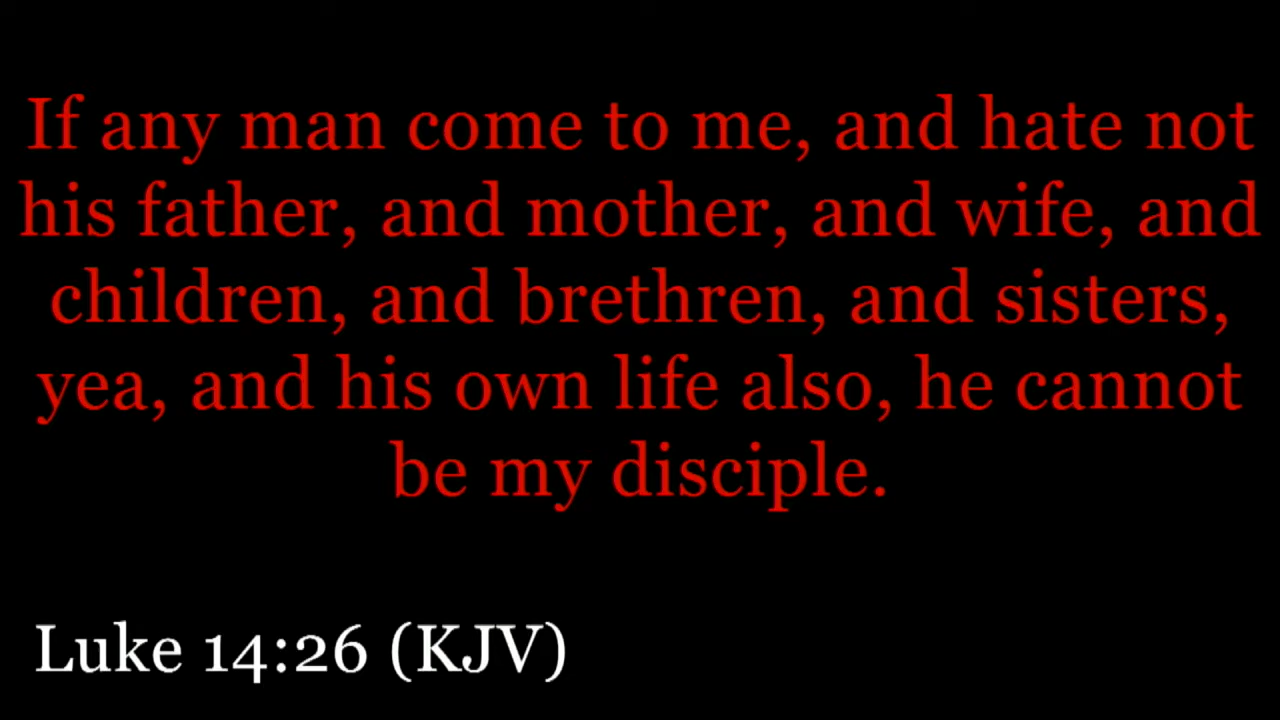 If any man come to me, and hate not
his father, and mother, and wife, and
children, and brethren, and sisters,
yea, and his own life also, he cannot
be my disciple.
Luke 14:26 (KJV)